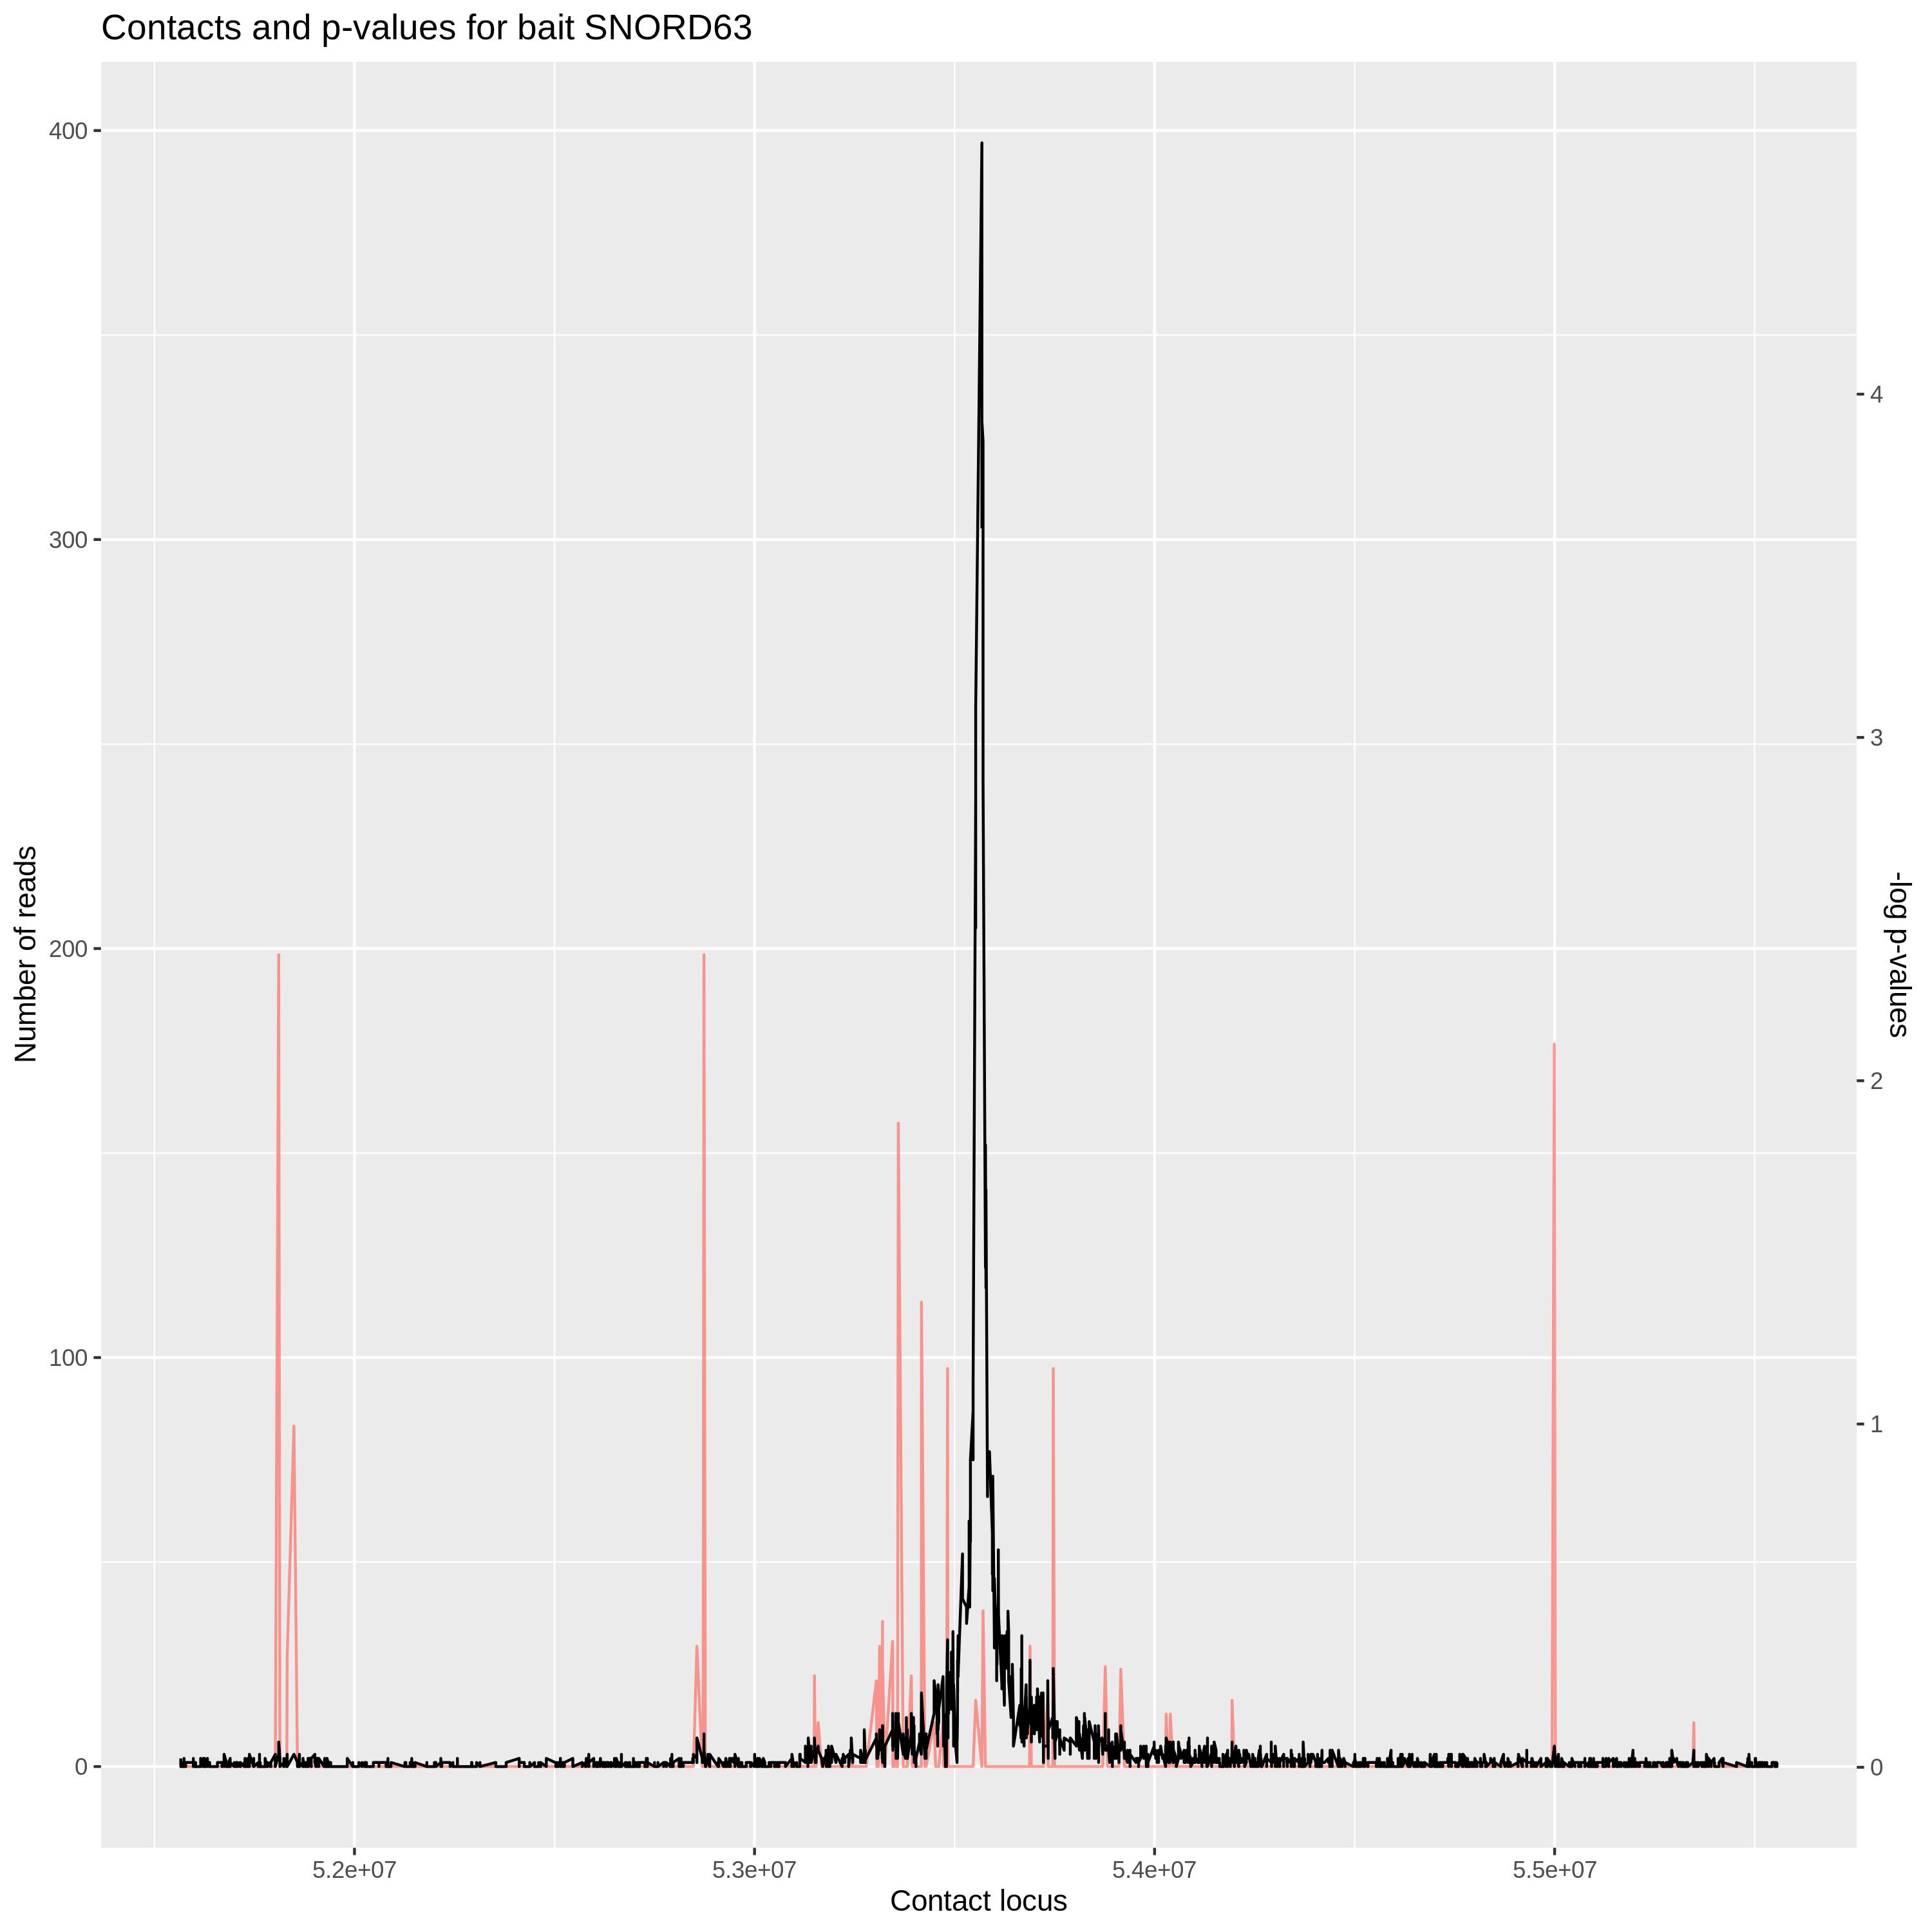 Contacts and p-values for bait SNORD63
Number of reads
400
300
200
100
0
-log p-values
4
3
2
1
0
5.2e+07
5.3e+07
5.4e+07
5.5e+07
Contact locus